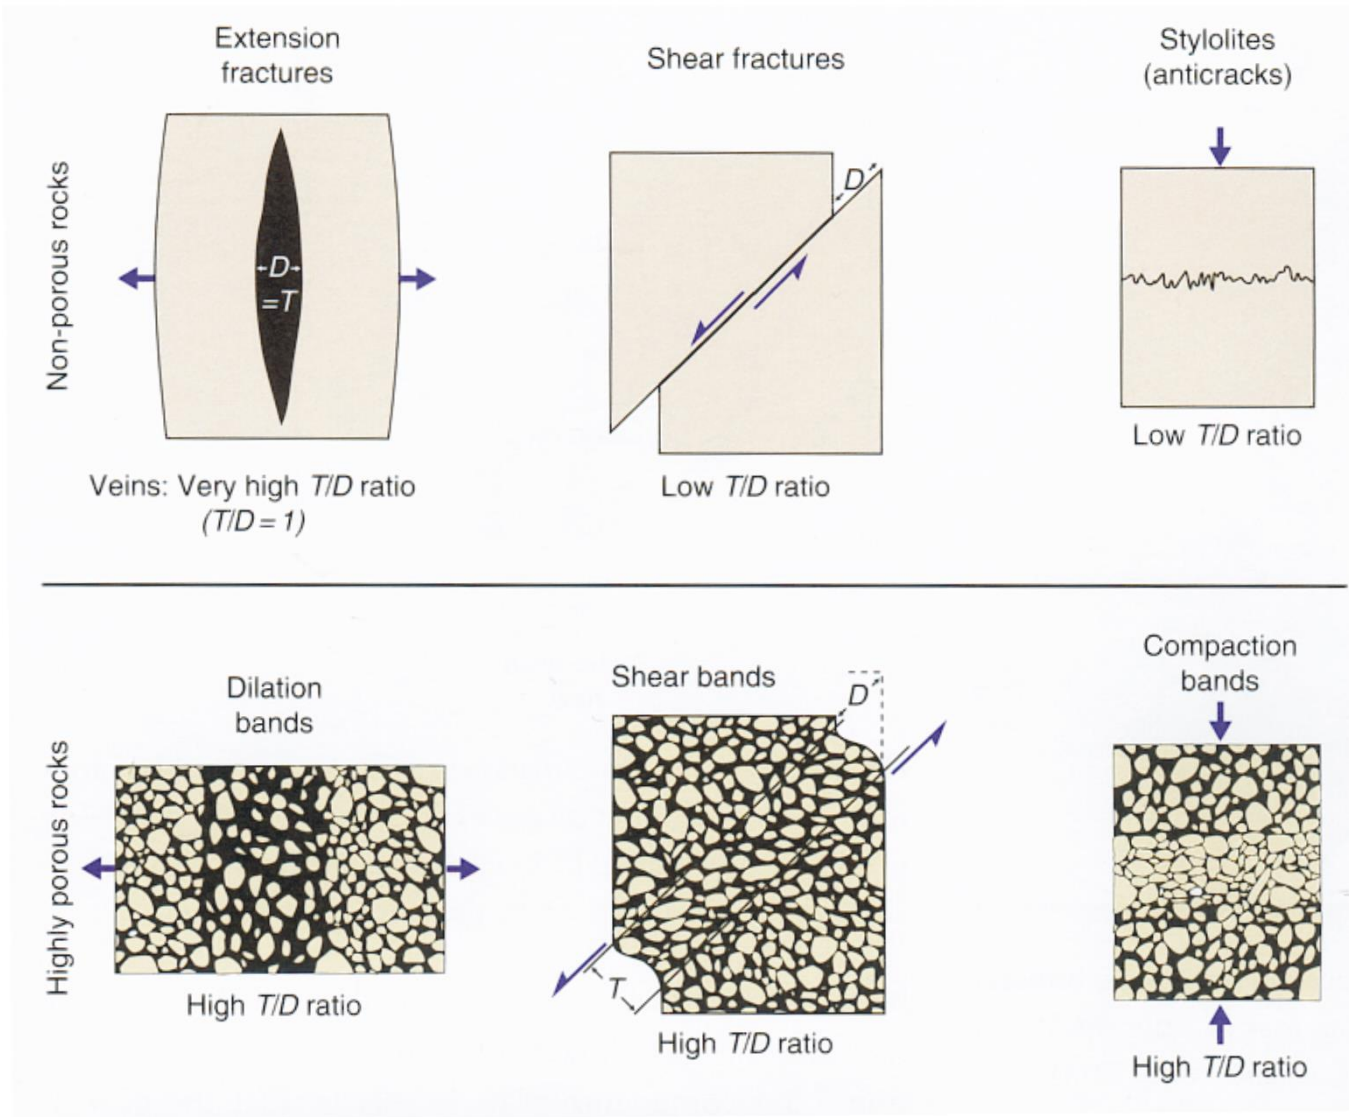 Extension
fractures
Shear fractures
Stylolites
(anticracks)
Non-porous rocks
D
=T
D
Veins: Very high T/D ratio
(T/D = 1)
Low T/D ratio
Low T/D ratio
Dilation
bands
Shear bands
Compaction
bands
Highly porous rocks
D
T
High T/D ratio
High T/D ratio
High T/D ratio